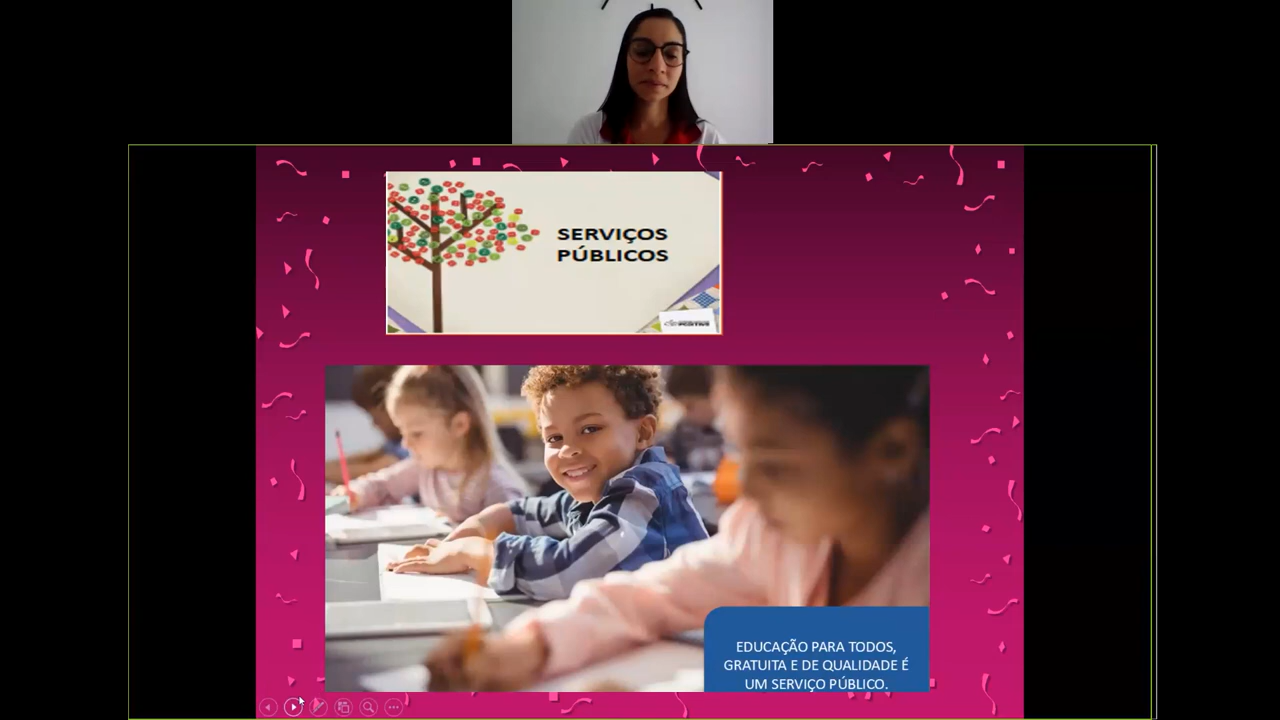 SERVIÇOS
PÚBLICOS
EDUCAÇÃO PARA TODOS,
GRATUITA E DE QUALIDADE É
UM SERVIÇO PÚBLICO.